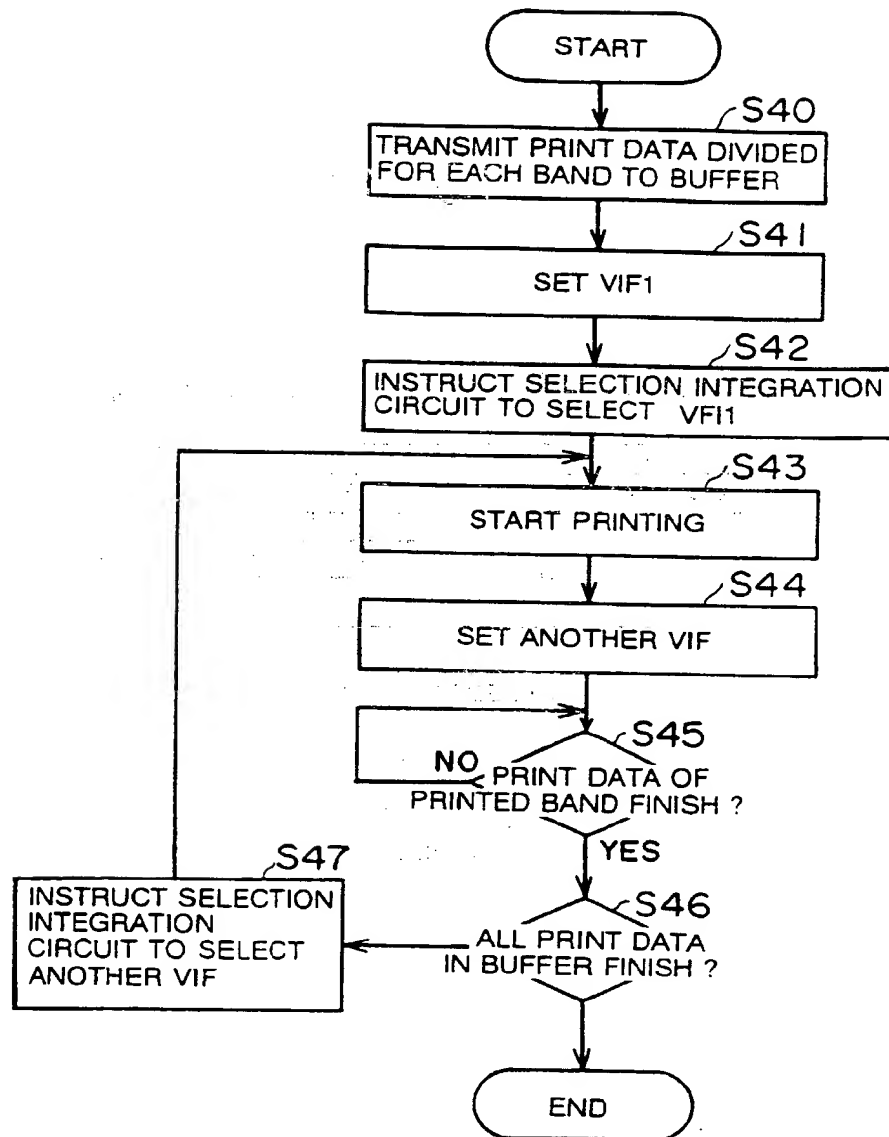 START
S40
TRANSMIT PRINT DATA DIVIDED
FOR EACH BAND TO BUFFER
S41
SET VIF1
S42
INSTRUCT SELECTION INTEGRATION
CIRCUIT TO SELECT VFI1
S43
START PRINTING
S44
SET ANOTHER VIF
S45
NO
PRINT DATA OF
PRINTED BAND FINISH ?
YES
S47
INSTRUCT SELECTION
INTEGRATION
CIRCUIT TO SELECT
ANOTHER VIF
S46
ALL PRINT DATA
IN BUFFER FINISH ?
END